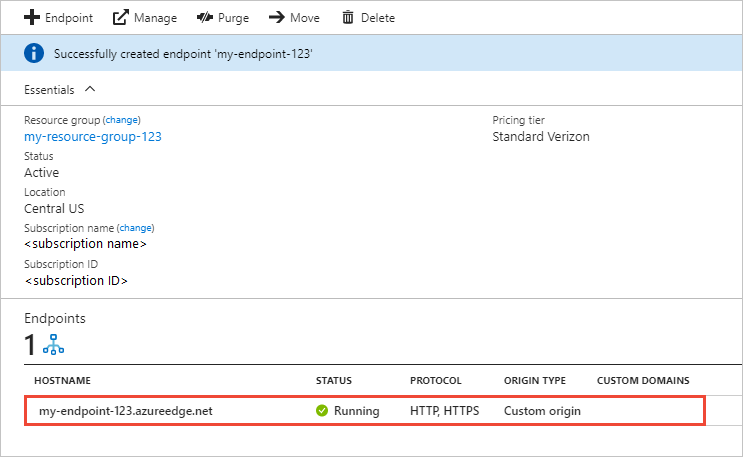 Endpoint Manage Purge Move Delete
Successfully created endpoint 'my-endpoint-123'
Essentials
Resource group (change) Pricing tier
my-resource-group-123 Standard Verizon
Status
Active
Location
Central US
Subscription name (change)
<subscription name>
Subscription ID
<subscription ID>
Endpoints
1
HOSTNAME STATUS PROTOCOL ORIGIN TYPE CUSTOM DOMAINS
my-endpoint-123.azureedge.net Running HTTP, HTTPS Custom origin